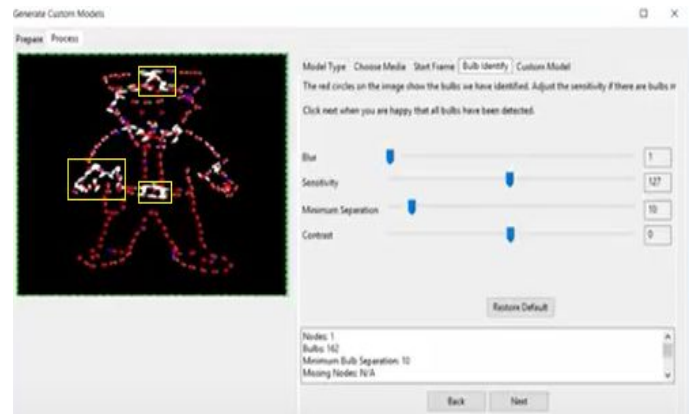 Generate Custom Models
Prepare Process
Model Type Choose Media Start Frame Bulb Identify Custom Model
The red circles on the image show the bulbs we have identified. Adjust the sensitivity if there are bulbs m
Click next when you are happy that all bulbs have been detected.
Blur 1
Sensitivity 127
Minimum Separation 10
Contrast 0
Restore Default
Nodes: 1
Bulbs: 162
Minimum Bulb Separation: 10
Missing Nodes: N/A
Back Next